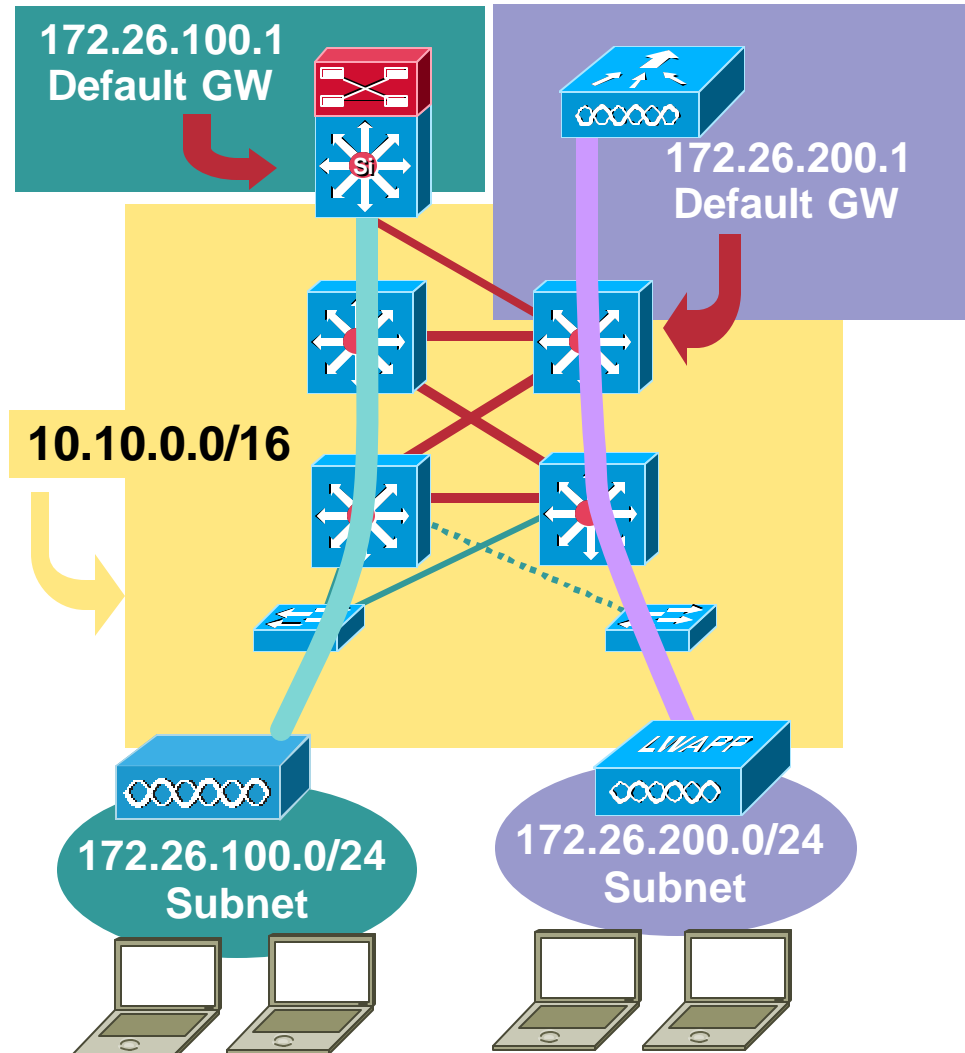 172.26.100.1
Default GW
Si
172.26.200.1
Default GW
10.10.0.0/16
LWAPP
172.26.100.0/24
Subnet
172.26.200.0/24
Subnet